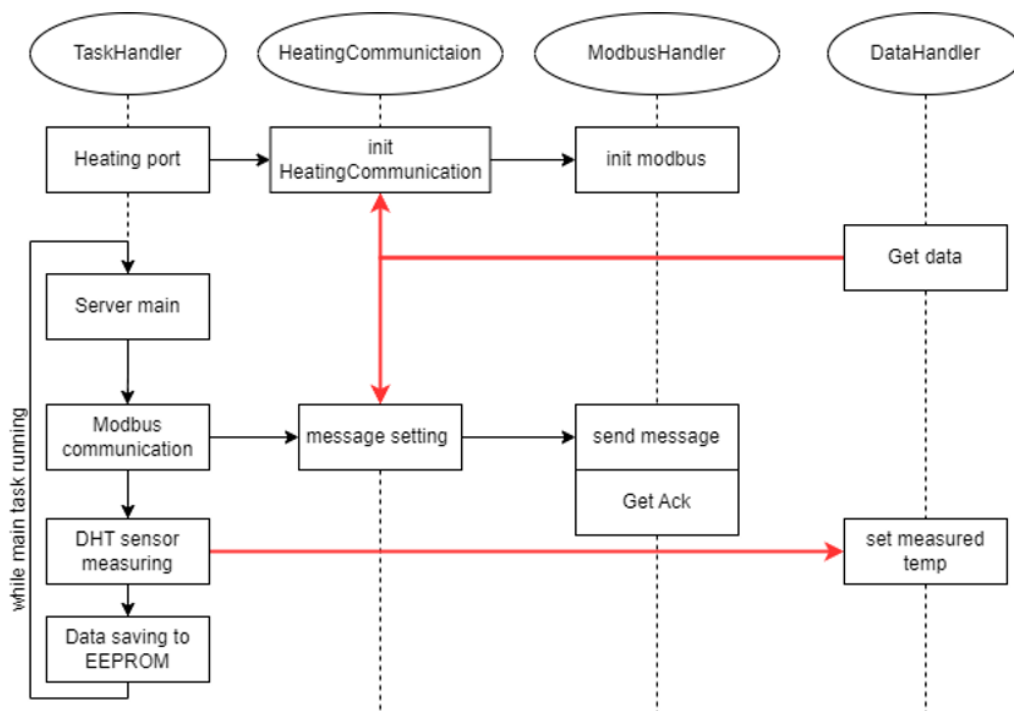 TaskHandler
HeatingCommunictaion
ModbusHandler
DataHandler
Heating port
init
HeatingCommunication
init modbus
Get data
Server main
while main task running
Modbus
communication
message setting
send message
Get Ack
DHT sensor
measuring
set measured
temp
Data saving to
EEPROM